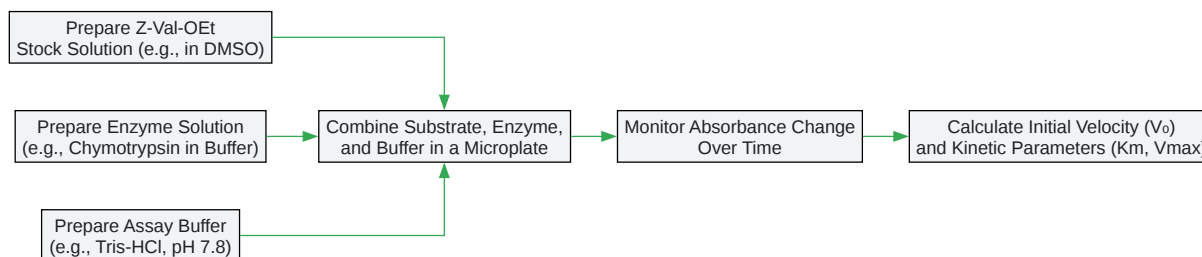 Prepare Z-Val-OEt
Stock Solution (e.g., in DMSO)
Prepare Enzyme Solution
(e.g., Chymotrypsin in Buffer)
Prepare Assay Buffer
(e.g., Tris-HCl, pH 7.8)
Combine Substrate, Enzyme,
and Buffer in a Microplate
Monitor Absorbance Change
Over Time
Calculate Initial Velocity (V₀)
and Kinetic Parameters (Km, Vmax)